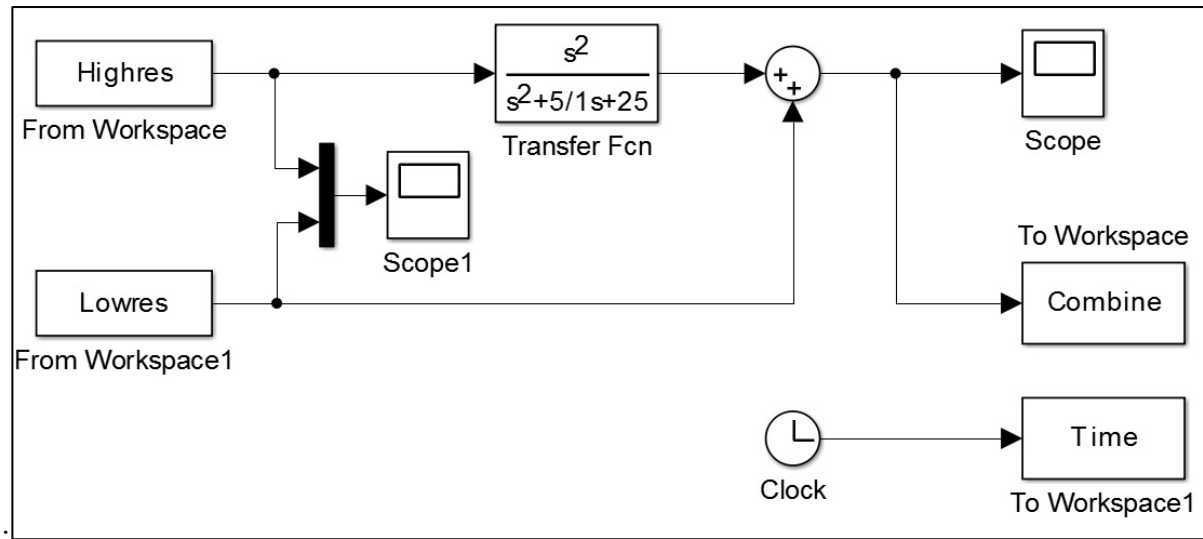 Highres
From Workspace
s2
s2+5/1s+25
Transfer Fcn
++
Scope
Scope1
Lowres
From Workspace1
To Workspace
Combine
Clock
Time
To Workspace1
.